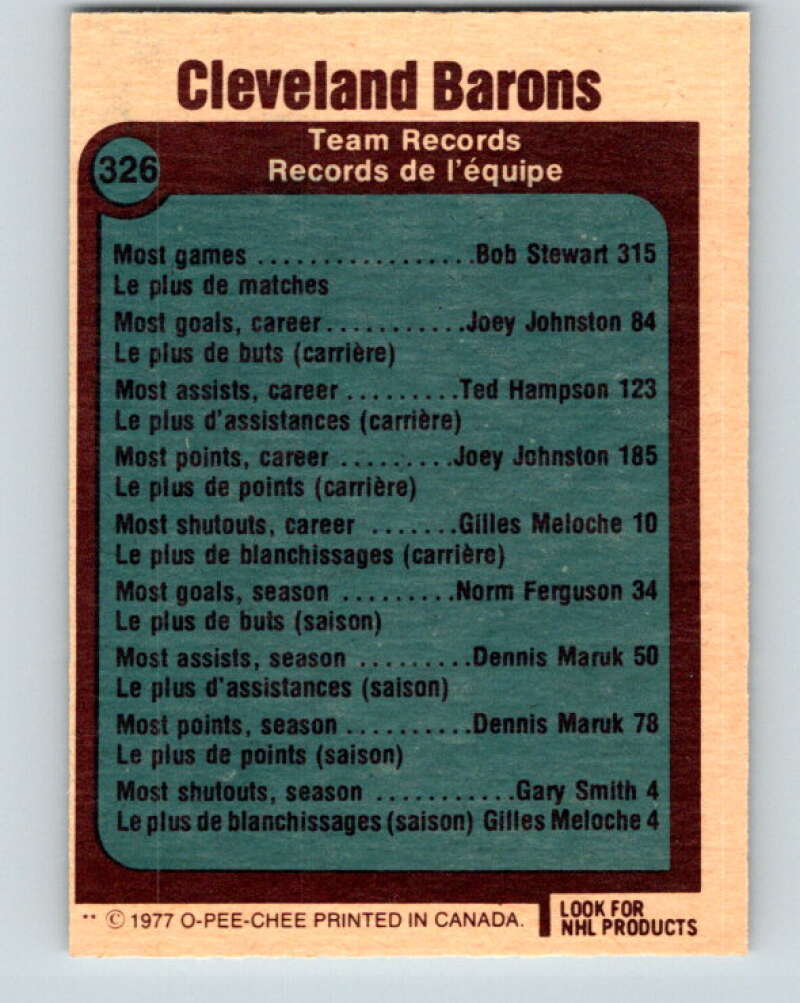 Cleveland Barons
326
Team Records
Records de l'équipe
Most games .................Bob Stewart 315
Le plus de matches
Most goals, career...........Joey Johnston 84
Le plus de buts (carrière)
Most assists, career .........Ted Hampson 123
Le plus d'assistances (carrière)
Most points, career .........Joey Johnston 185
Le plus de points (carrière)
Most shutouts, career .......Gilles Meloche 10
Le plus de blanchissages (carrière)
Most goals, season .........Norm Ferguson 34
Le plus de buts (saison)
Most assists, season .........Dennis Maruk 50
Le plus d'assistances (saison)
Most points, season ..........Dennis Maruk 78
Le plus de points (saison)
Most shutouts, season ...........Gary Smith 4
Le plus de blanchissages (saison) Gilles Meloche 4
** © 1977 O-PEE-CHEE PRINTED IN CANADA.
LOOK FOR
NHL PRODUCTS